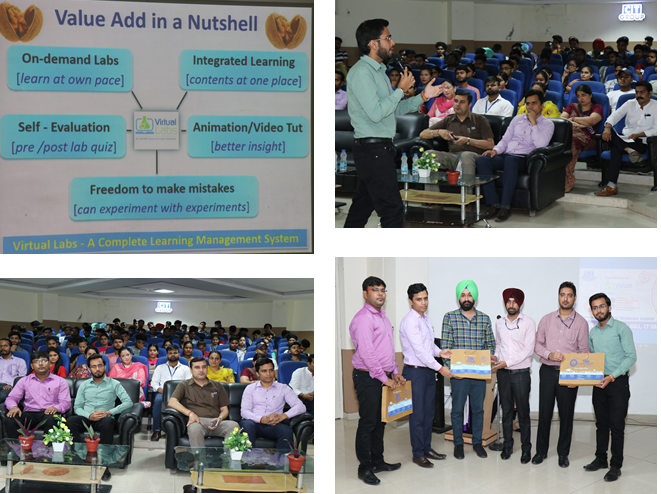 Value Add in a Nutshell
On-demand Labs
[learn at own pace]
Integrated Learning
[contents at one place]
Self - Evaluation
[pre /post lab quiz]
Virtual
Labs
Animation/Video Tut
[better insight]
Freedom to make mistakes
[can experiment with experiments]
Virtual Labs - A Complete Learning Management System
GROUP